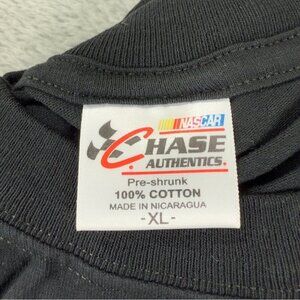 NASCAR
CHASE
AUTHENTICS.
Pre-shrunk
100% COTTON
MADE IN NICARAGUA
-XL-